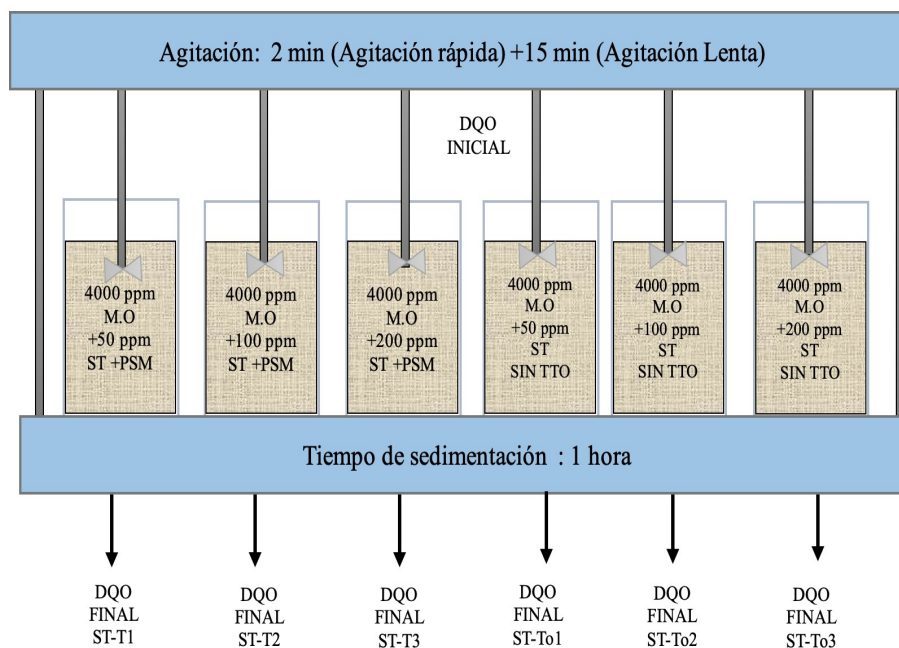 Agitación: 2 min (Agitación rápida) +15 min (Agitación Lenta)
DQO
INICIAL
4000 ppm
M.O
+50 ppm
ST +PSM
4000 ppm
M.O
+100 ppm
ST +PSM
4000 ppm
M.O
+200 ppm
ST +PSM
4000 ppm
M.O
+50 ppm
ST
SIN TTO
4000 ppm
M.O
+100 ppm
ST
SIN TTO
4000 ppm
M.O
+200 ppm
ST
SIN TTO
Tiempo de sedimentación : 1 hora
DQO
FINAL
ST-T1
DQO
FINAL
ST-T2
DQO
FINAL
ST-T3
DQO
FINAL
ST-To1
DQO
FINAL
ST-To2
DQO
FINAL
ST-To3